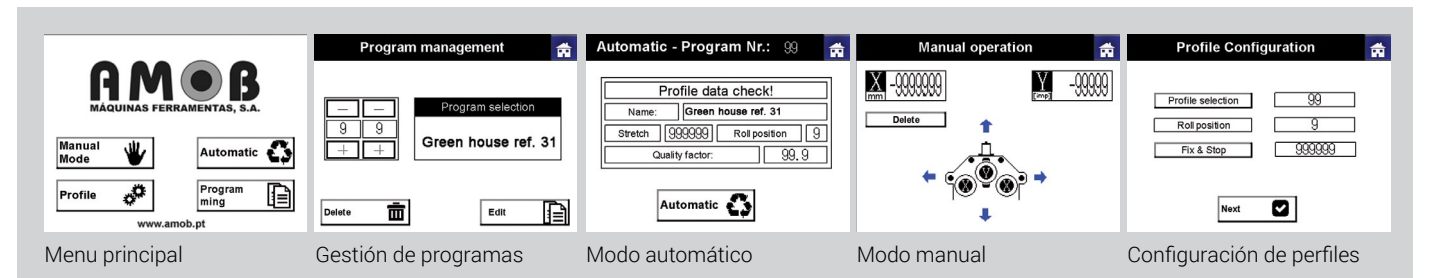 AMOB
MÁQUINAS FERRAMENTAS, S.A.
Manual
Mode
Automatic
Profile
Program
ming
www.amob.pt
Menu principal
Program management
— —
9 9
+ +
Program selection
Green house ref. 31
Delete
Edit
Gestión de programas
Automatic - Program Nr.: 99
Profile data check!
Name: Green house ref. 31
Stretch 999999 Roll position 9
Quality factor: 99.9
Automatic
Modo automático
Manual operation
X -9999999
mm
Y -99999
[imp]
Delete
X Y X
Modo manual
Profile Configuration
Profile selection 99
Roll position 9
Fix & Stop 999999
Next
Configuración de perfiles